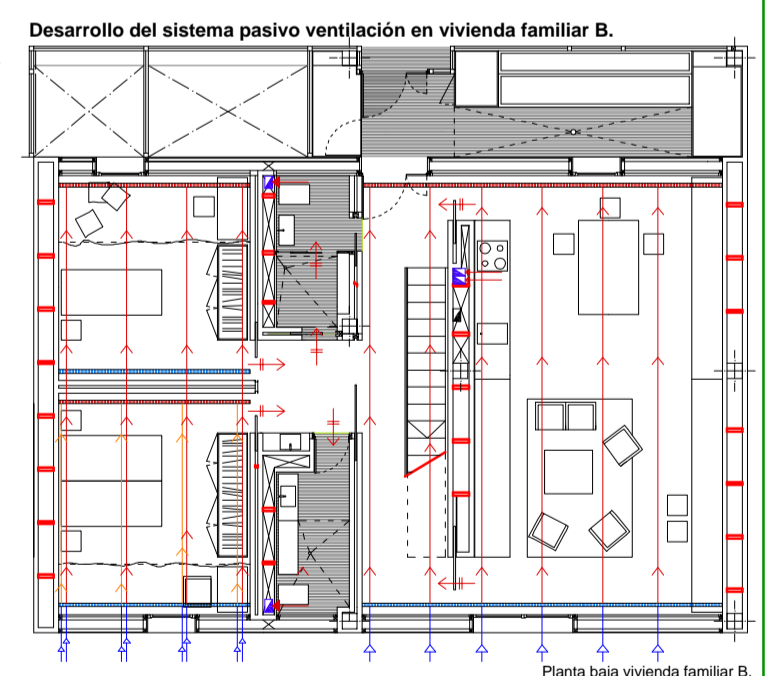 Desarrollo del sistema pasivo ventilación en vivienda familiar B.
Planta baja vivienda familiar B.